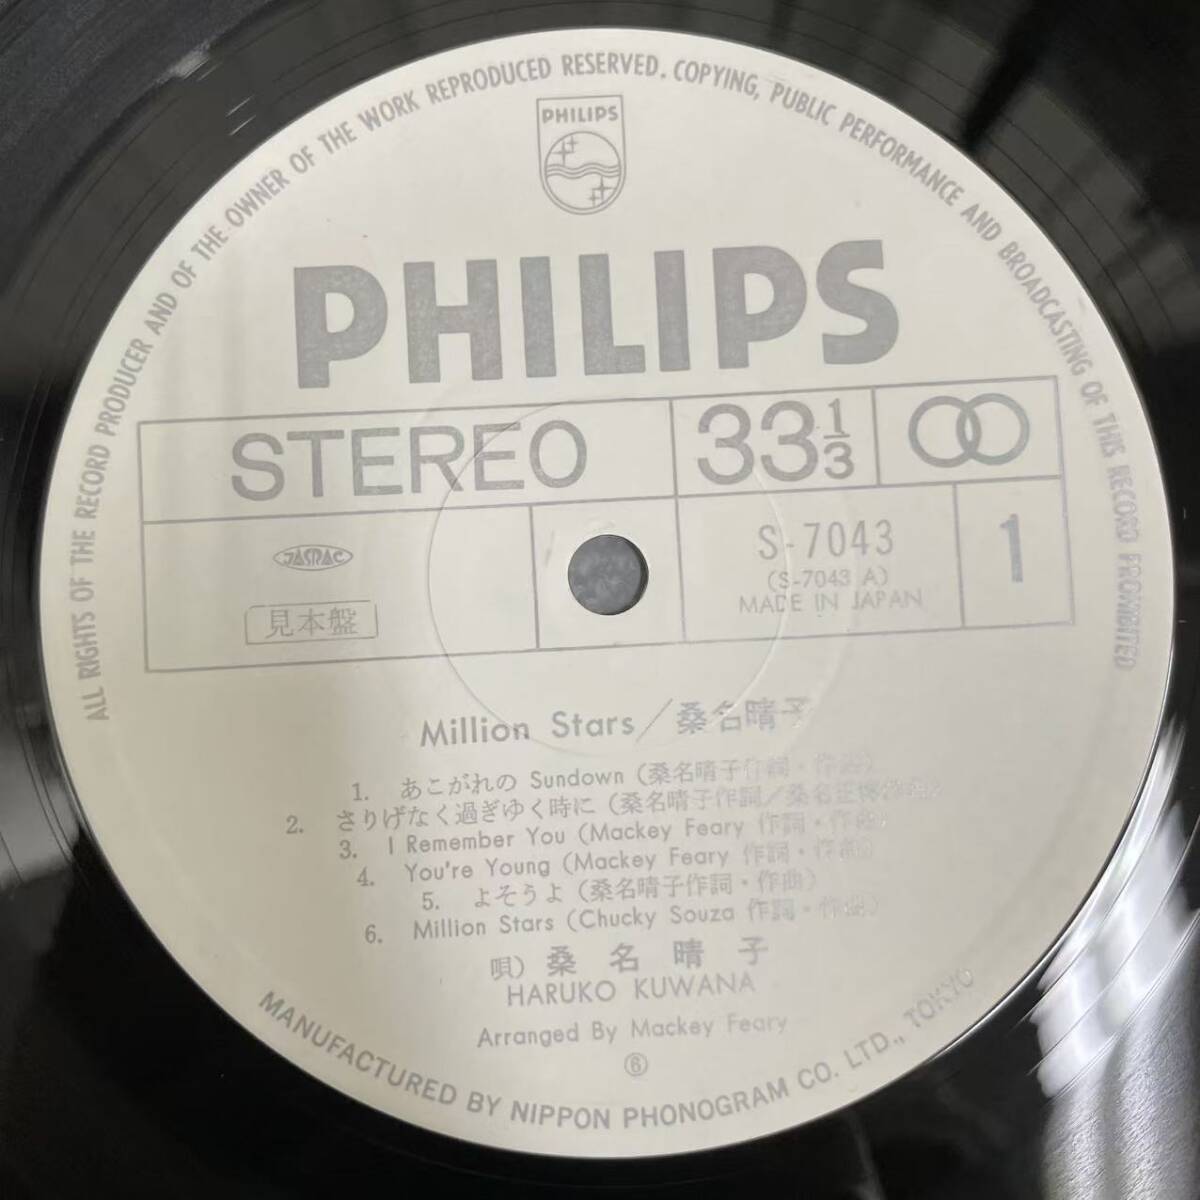 ALL RIGHTS OF THE RECORD PRODUCER AND OF THE OWNER OF THE WORK REPRODUCED RESERVED. COPYING, PUBLIC PERFORMANCE AND BROADCASTING OF THIS RECORD PROHIBITED
PHILIPS
PHILIPS
STEREO
33 1/3
JASRAC
見本盤
S-7043
(S-7043 A)
MADE IN JAPAN
1
Million Stars/桑名晴子
1. あこがれの Sundown (桑名晴子作詞・作曲)
2. さりげなく過ぎゆく時に (桑名晴子作詞/桑名正博作曲)
3. I Remember You (Mackey Feary 作詞・作曲)
4. You're Young (Mackey Feary 作詞・作曲)
5. よそうよ (桑名晴子作詞・作曲)
6. Million Stars (Chucky Souza 作詞・作曲)
唄) 桑名晴子
HARUKO KUWANA
Arranged By Mackey Feary
⑥
MANUFACTURED BY NIPPON PHONOGRAM CO. LTD., TOKYO